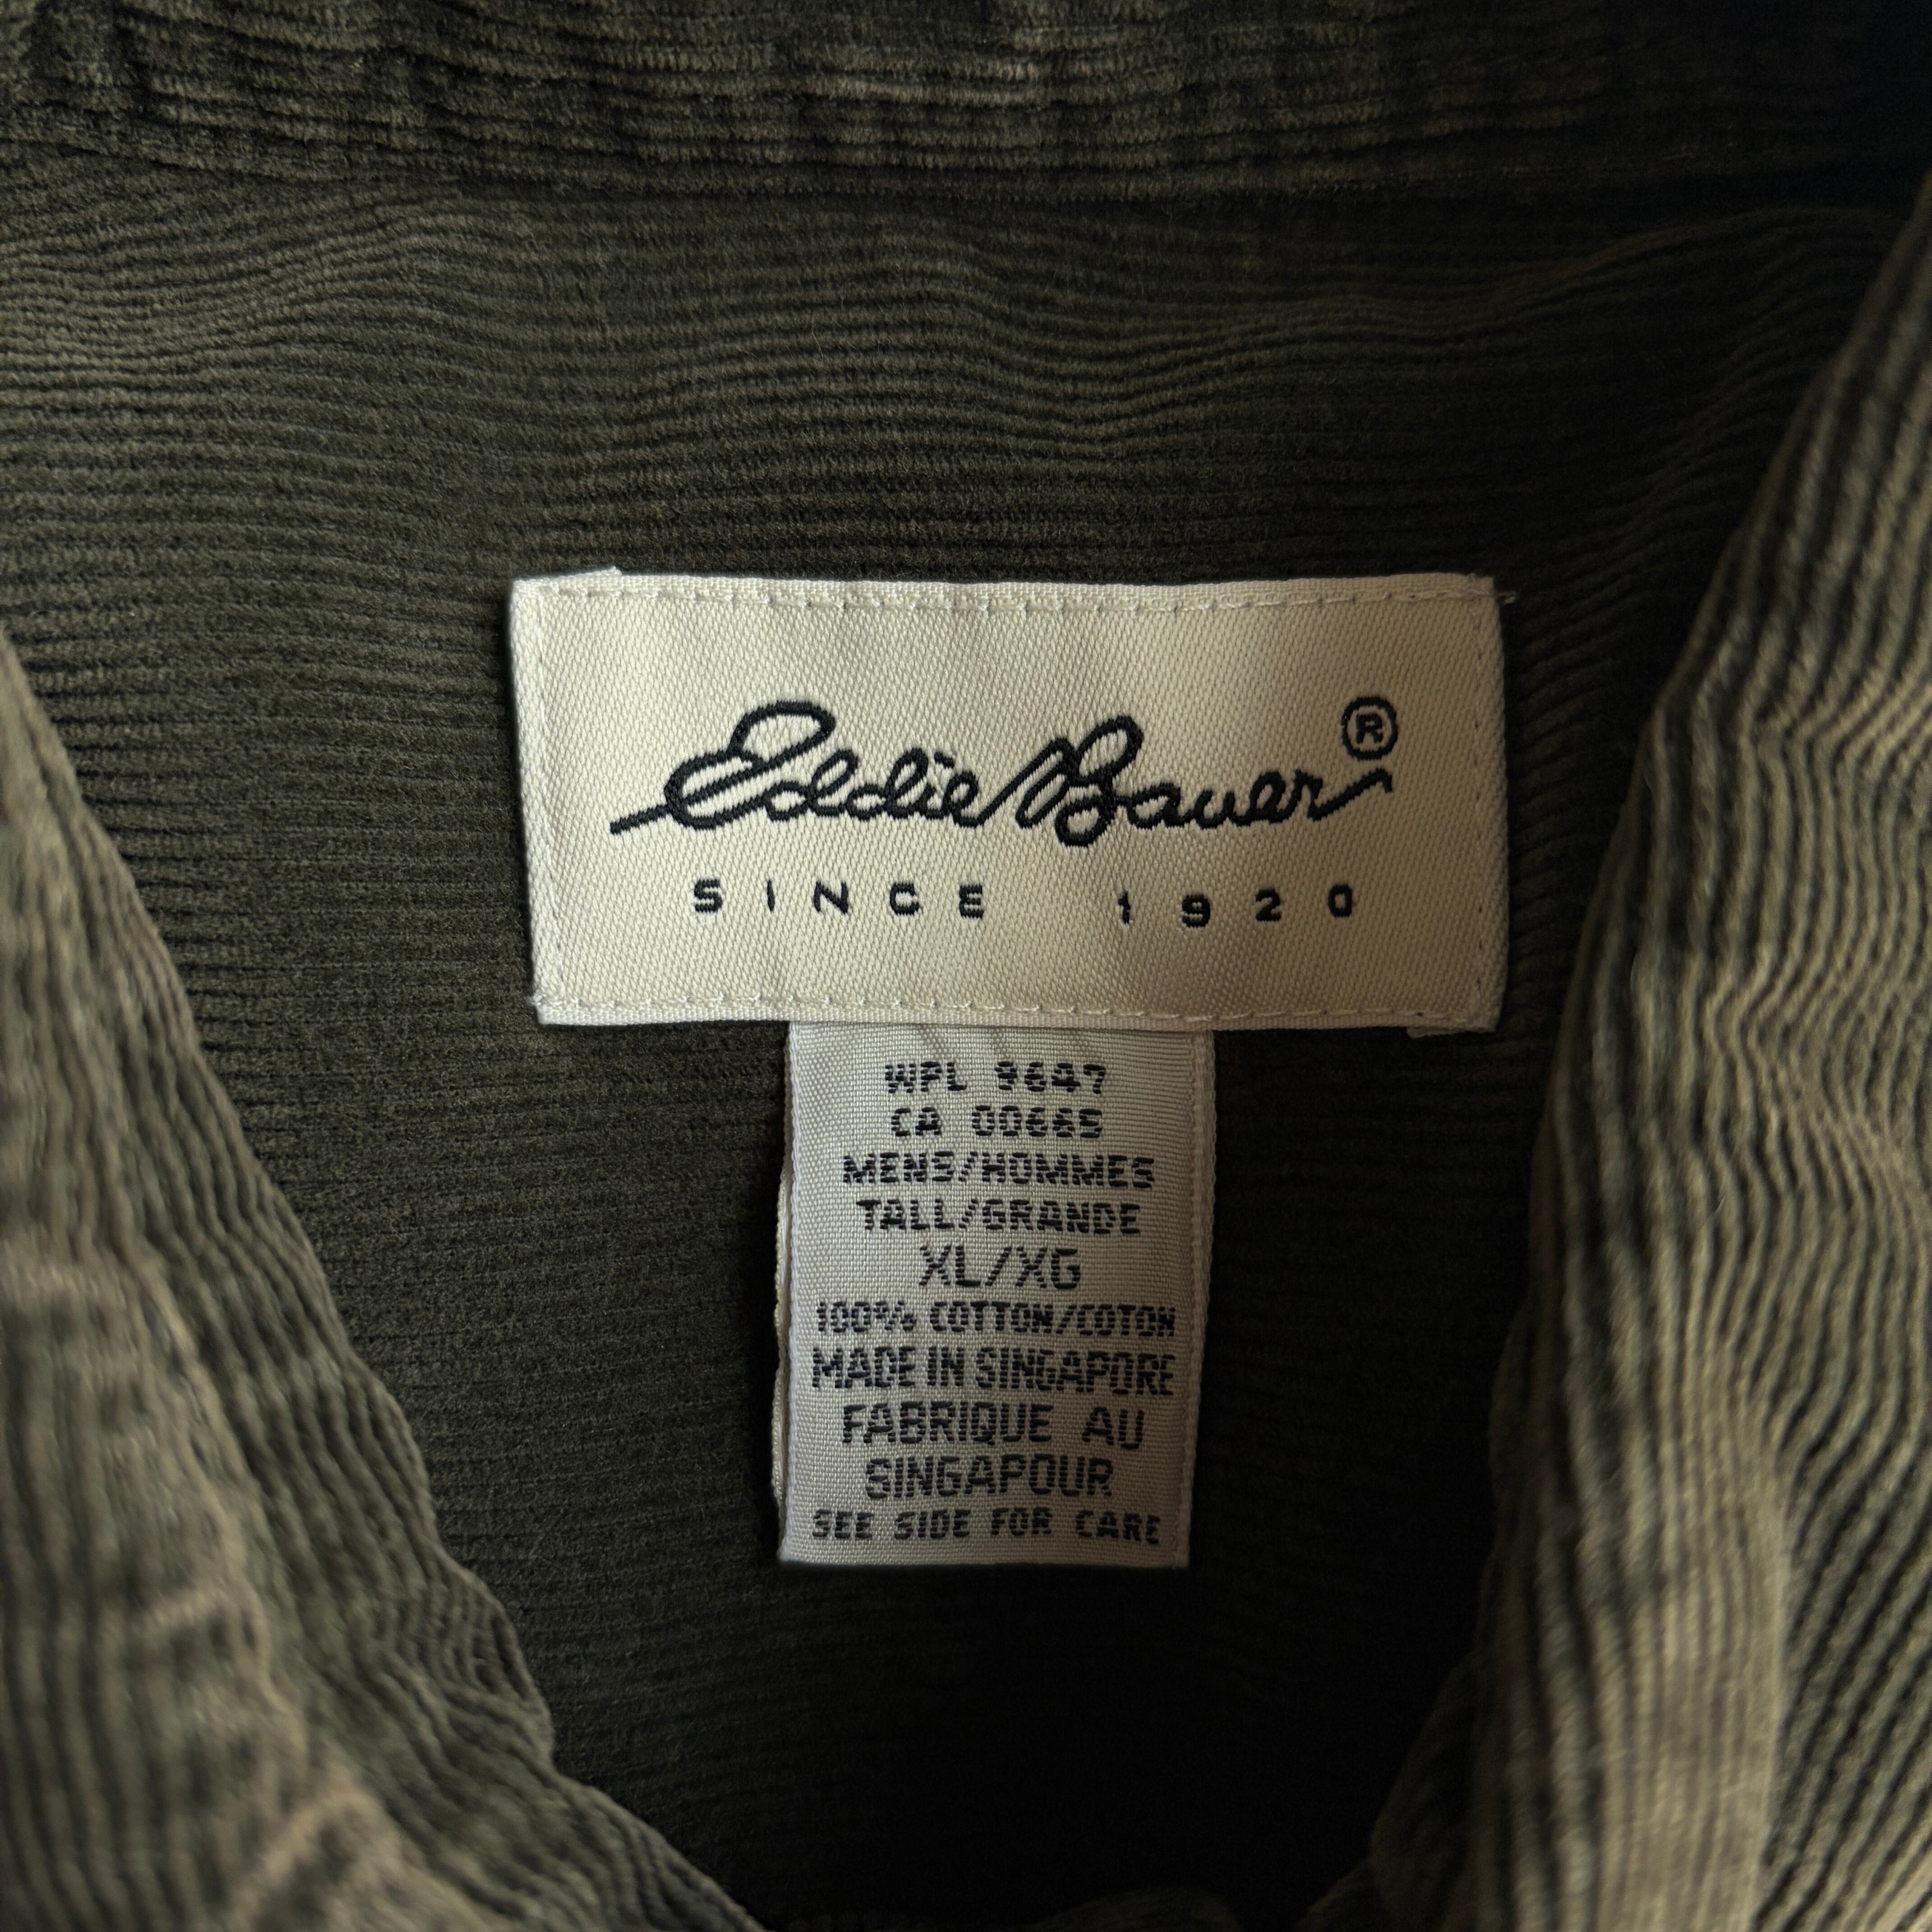 Eddie Bauer®
SINCE 1920
WPL 9647
CA 00665
MENS/HOMMES
TALL/GRANDE
XL/XG
100% COTTON/COTON
MADE IN SINGAPORE
FABRIQUE AU
SINGAPOUR
SEE SIDE FOR CARE